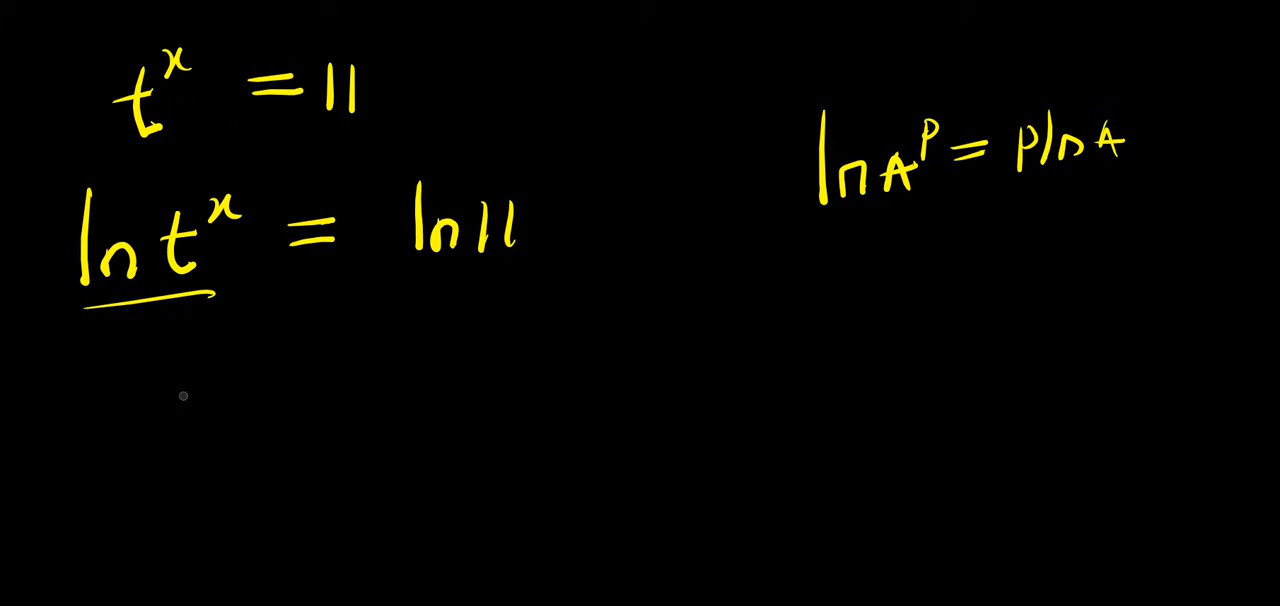 t^x = 11
ln A^P = P ln A
ln t^x = ln 11